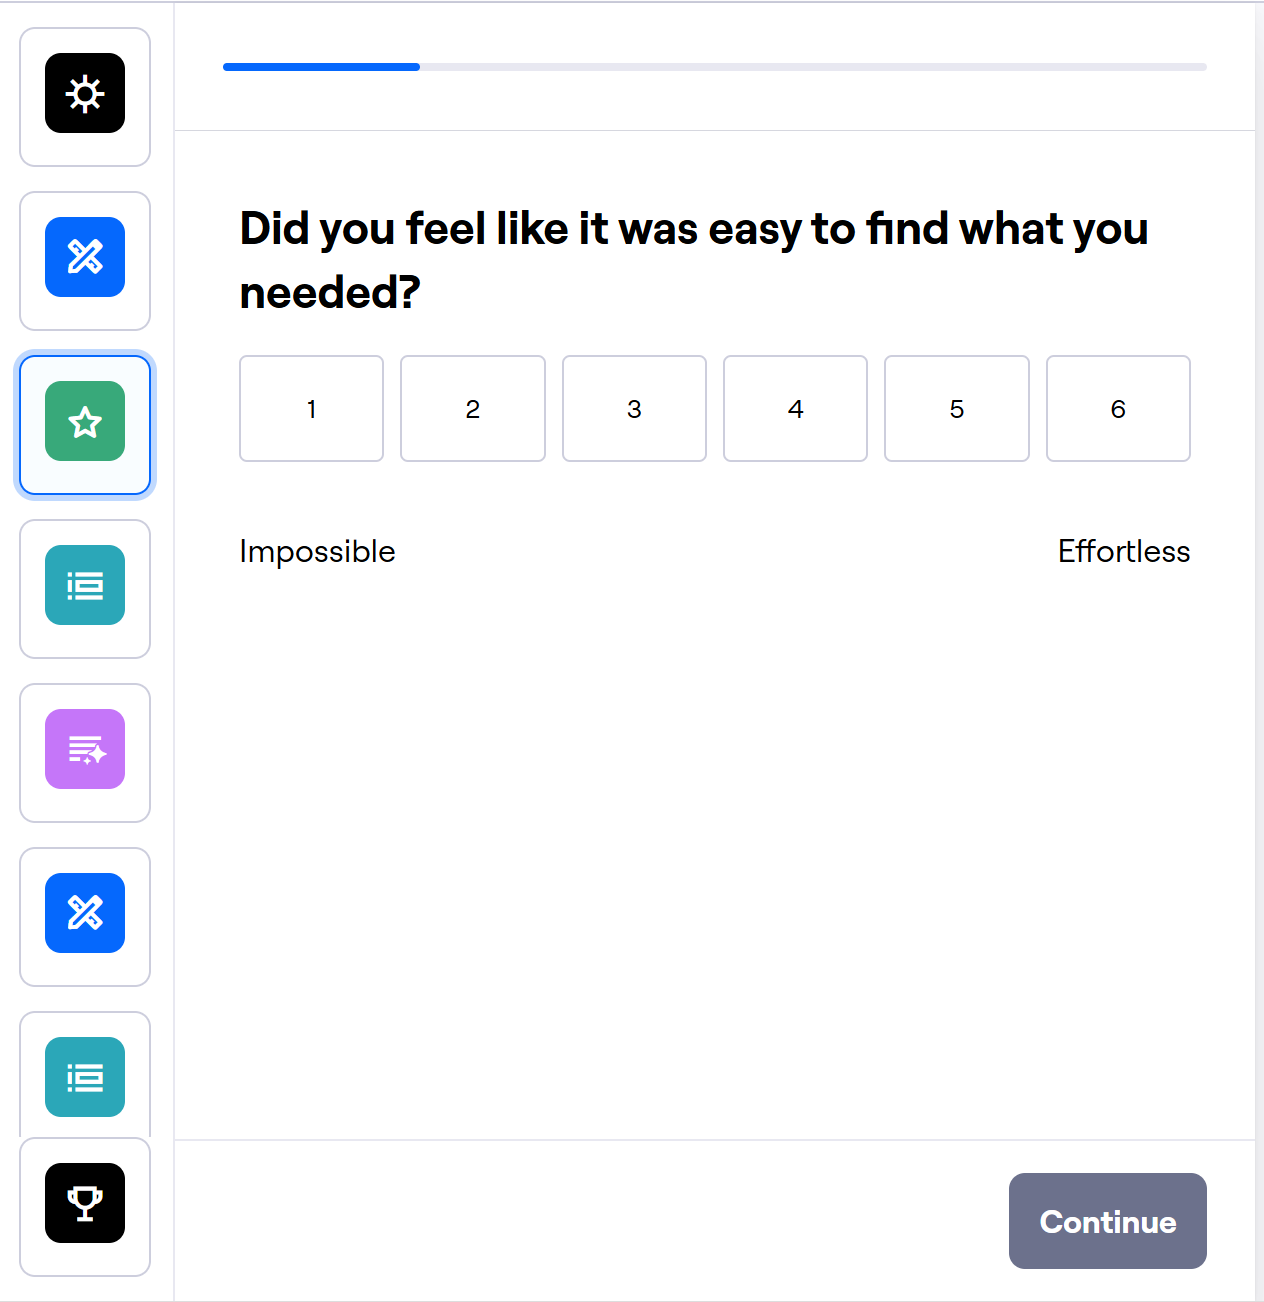 Did you feel like it was easy to find what you
needed?
1 2 3 4 5 6
Impossible Effortless
Continue